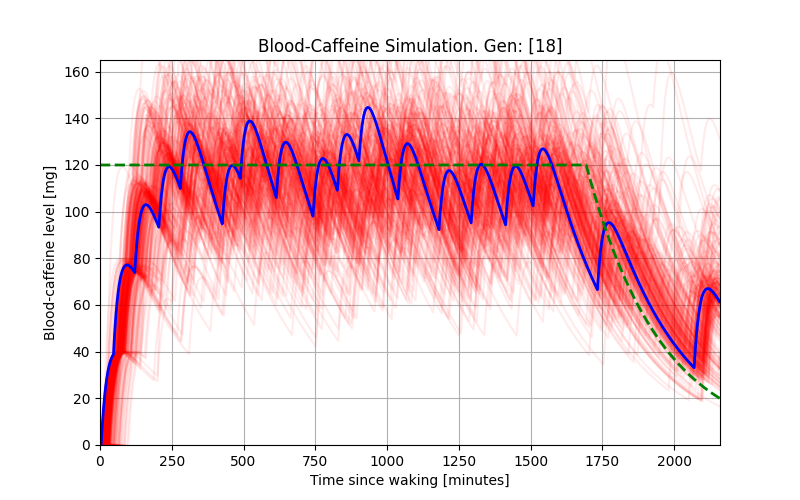 Blood-Caffeine Simulation. Gen: [18]
Blood-caffeine level [mg]
160
140
120
100
80
60
40
20
0
0 250 500 750 1000 1250 1500 1750 2000
Time since waking [minutes]